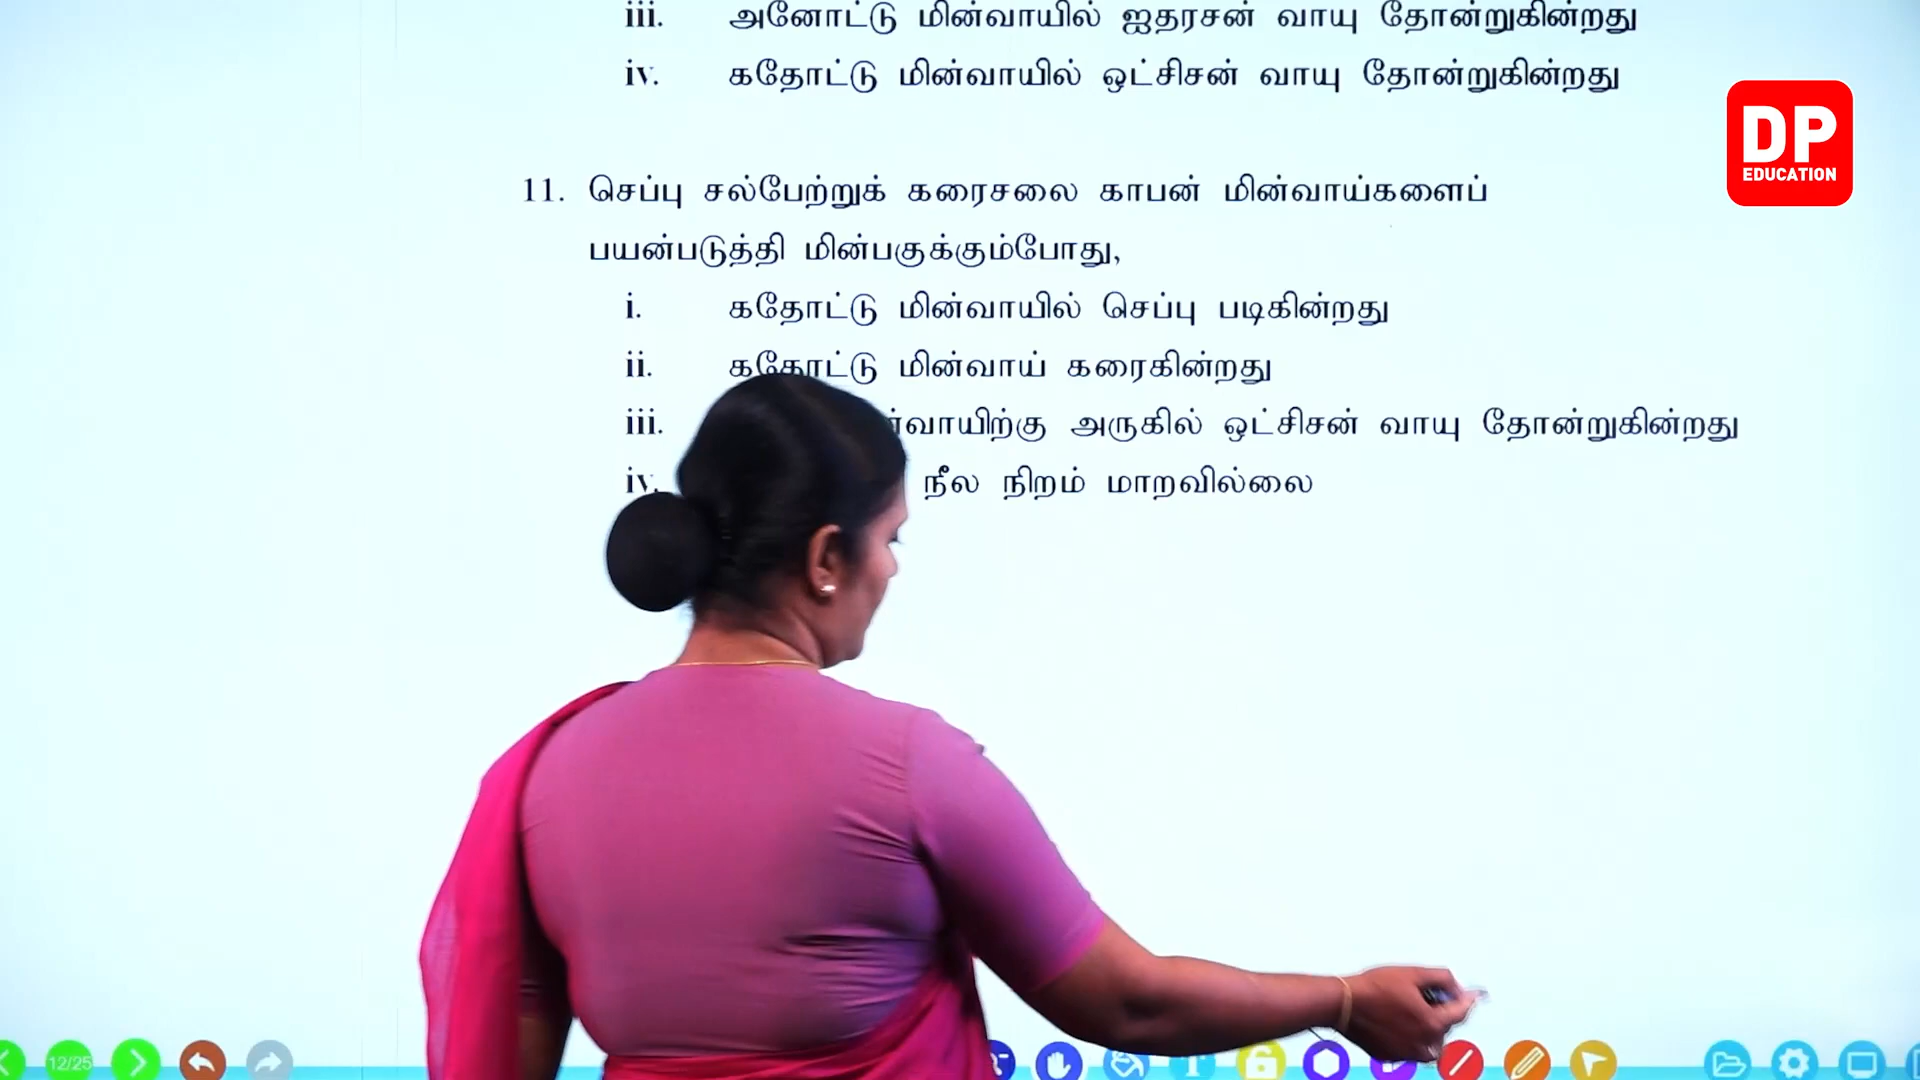 iii. அனோட்டு மின்வாயில் ஐதரசன் வாயு தோன்றுகின்றது
iv. கதோட்டு மின்வாயில் ஒட்சிசன் வாயு தோன்றுகின்றது
DP
EDUCATION
11. செப்பு சல்பேற்றுக் கரைசலை காபன் மின்வாய்களைப்
பயன்படுத்தி மின்பகுக்கும்போது,
i. கதோட்டு மின்வாயில் செப்பு படிகின்றது
ii. கதோட்டு மின்வாய் கரைகின்றது
iii. அருகில் ஒட்சிசன் வாயு தோன்றுகின்றது
iv. நீல நிறம் மாறவில்லை
12/25